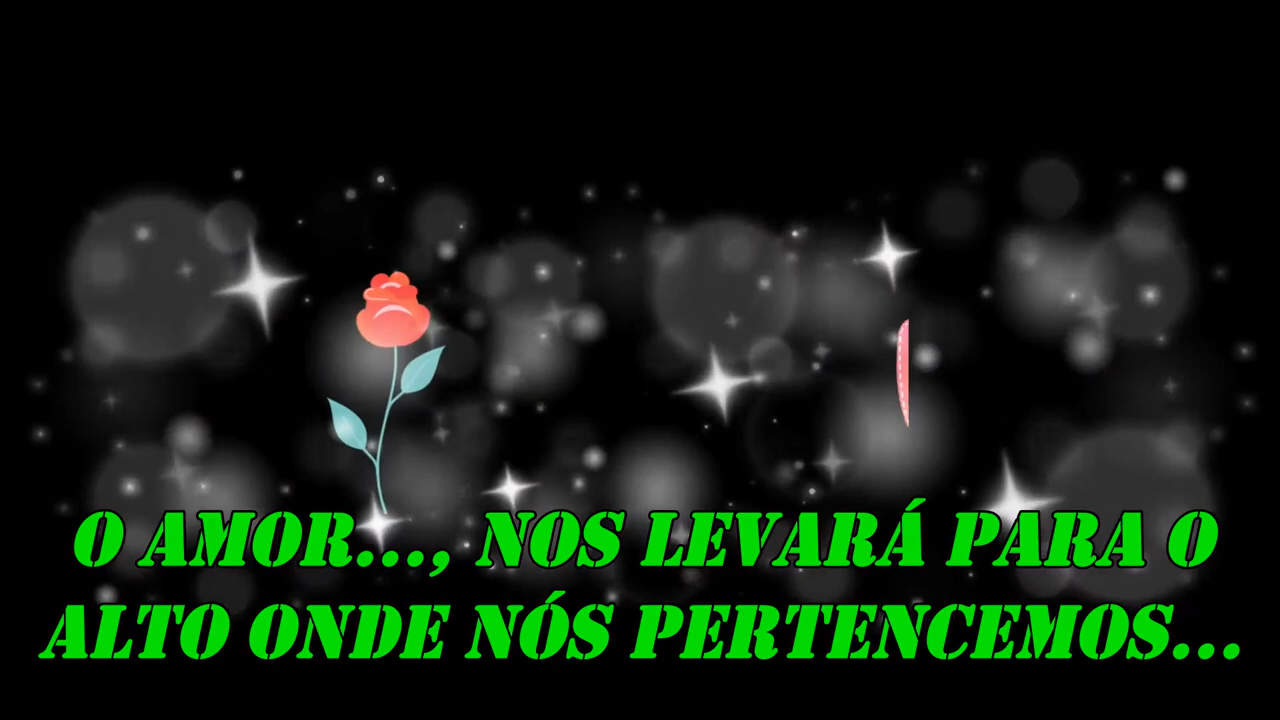 O AMOR..., NOS LEVARÁ PARA O
ALTO ONDE NÓS PERTENCEMOS...